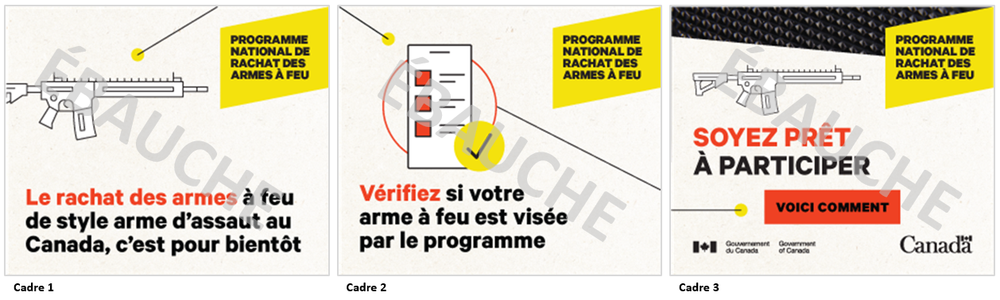 PROGRAMME
NATIONAL DE
RACHAT DES
ARMES À FEU
ÉBAUCHE
Le rachat des armes à feu
de style arme d'assaut au
Canada, c'est pour bientôt
Cadre 1
PROGRAMME
NATIONAL DE
RACHAT DES
ARMES À FEU
ÉBAUCHE
Vérifiez si votre
arme à feu est visée
par le programme
Cadre 2
PROGRAMME
NATIONAL DE
RACHAT DES
ARMES À FEU
ÉBAUCHE
SOYEZ PRÊT
À PARTICIPER
VOICI COMMENT
Gouvernement
du Canada
Government
of Canada
Canada
Cadre 3